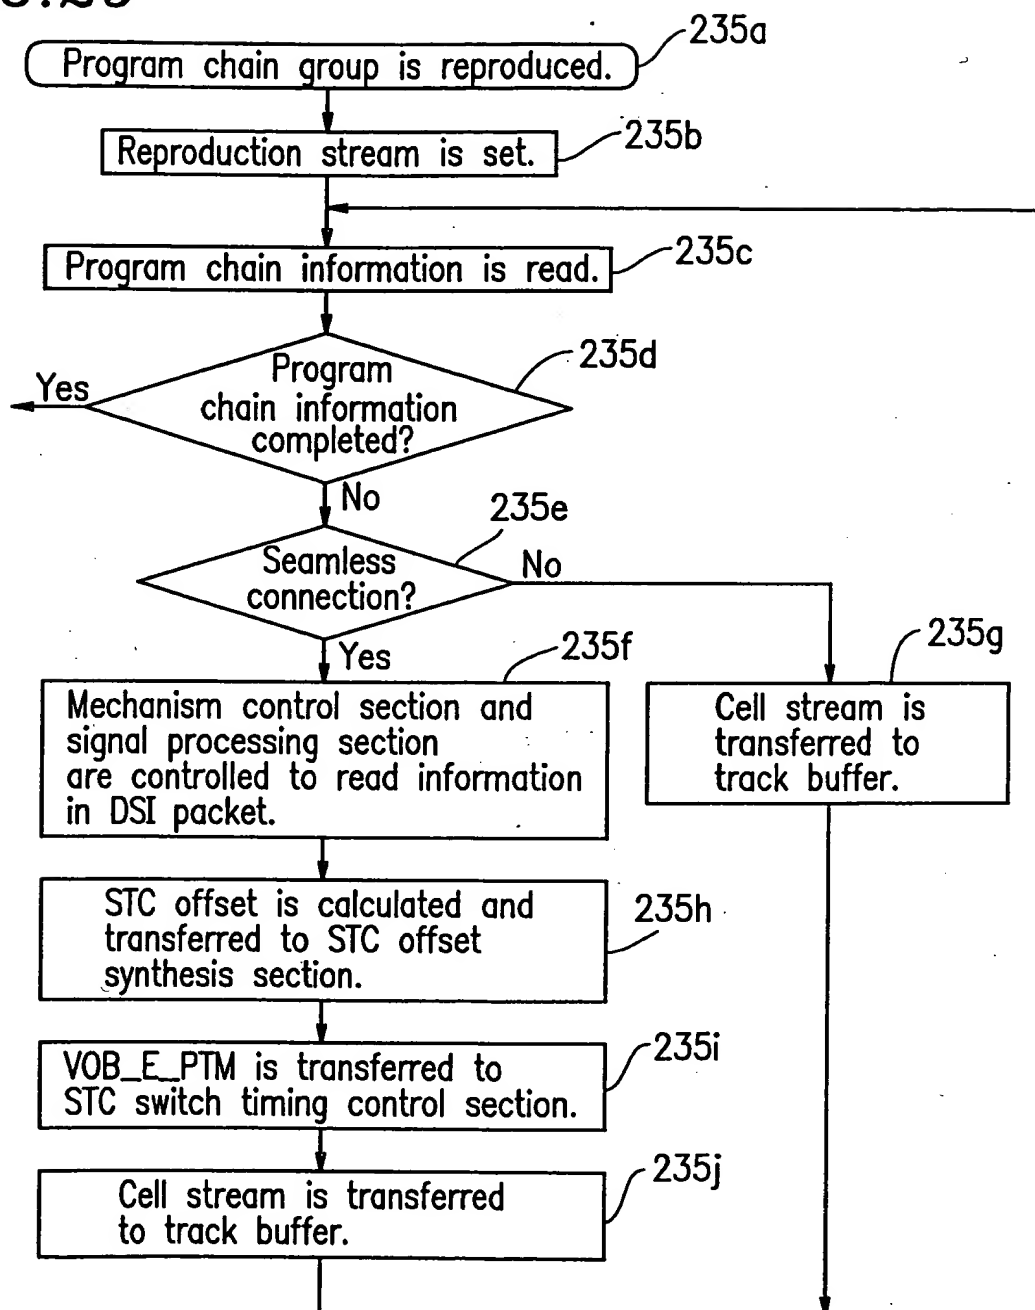 235a
Program chain group is reproduced.
235b
Reproduction stream is set.
235c
Program chain information is read.
235d
Program
chain information
completed?
Yes
No
235e
Seamless
connection?
No
Yes
235f
Mechanism control section and
signal processing section
are controlled to read information
in DSI packet.
235g
Cell stream is
transferred to
track buffer.
235h
STC offset is calculated and
transferred to STC offset
synthesis section.
235i
VOB_E_PTM is transferred to
STC switch timing control section.
235j
Cell stream is transferred
to track buffer.